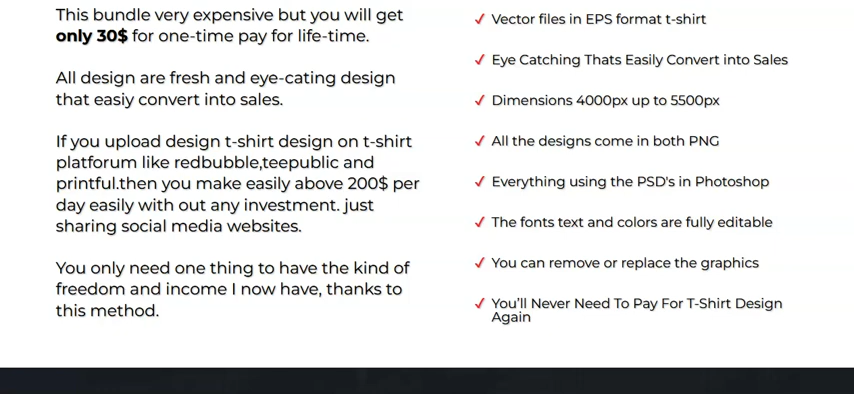 This bundle very expensive but you will get
only 30$ for one-time pay for life-time.
All design are fresh and eye-cating design
that easiy convert into sales.
If you upload design t-shirt design on t-shirt
platforum like redbubble,teepublic and
printful.then you make easily above 200$ per
day easily with out any investment. just
sharing social media websites.
You only need one thing to have the kind of
freedom and income I now have, thanks to
this method.
✓ Vector files in EPS format t-shirt
✓ Eye Catching Thats Easily Convert into Sales
✓ Dimensions 4000px up to 5500px
✓ All the designs come in both PNG
✓ Everything using the PSD's in Photoshop
✓ The fonts text and colors are fully editable
✓ You can remove or replace the graphics
✓ You’ll Never Need To Pay For T-Shirt Design
Again